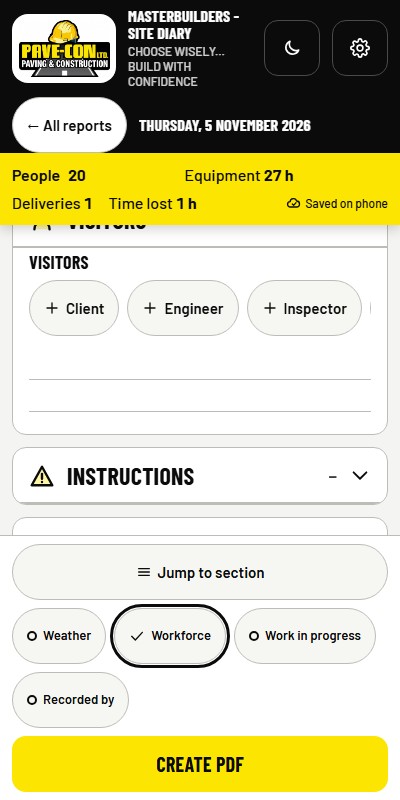 PAVE-CON LTD.
PAVING & CONSTRUCTION
MASTERBUILDERS -
SITE DIARY
CHOOSE WISELY...
BUILD WITH
CONFIDENCE
← All reports
THURSDAY, 5 NOVEMBER 2026
People 20
Equipment 27 h
Deliveries 1 Time lost 1 h
Saved on phone
VISITORS
VISITORS
+ Client
+ Engineer
+ Inspector
INSTRUCTIONS
–
Jump to section
Weather
Workforce
Work in progress
Recorded by
CREATE PDF